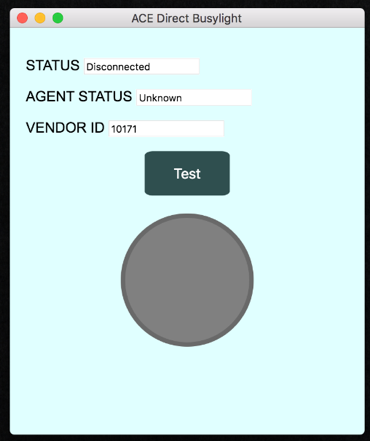 ACE Direct Busylight
STATUS Disconnected
AGENT STATUS Unknown
VENDOR ID 10171
Test